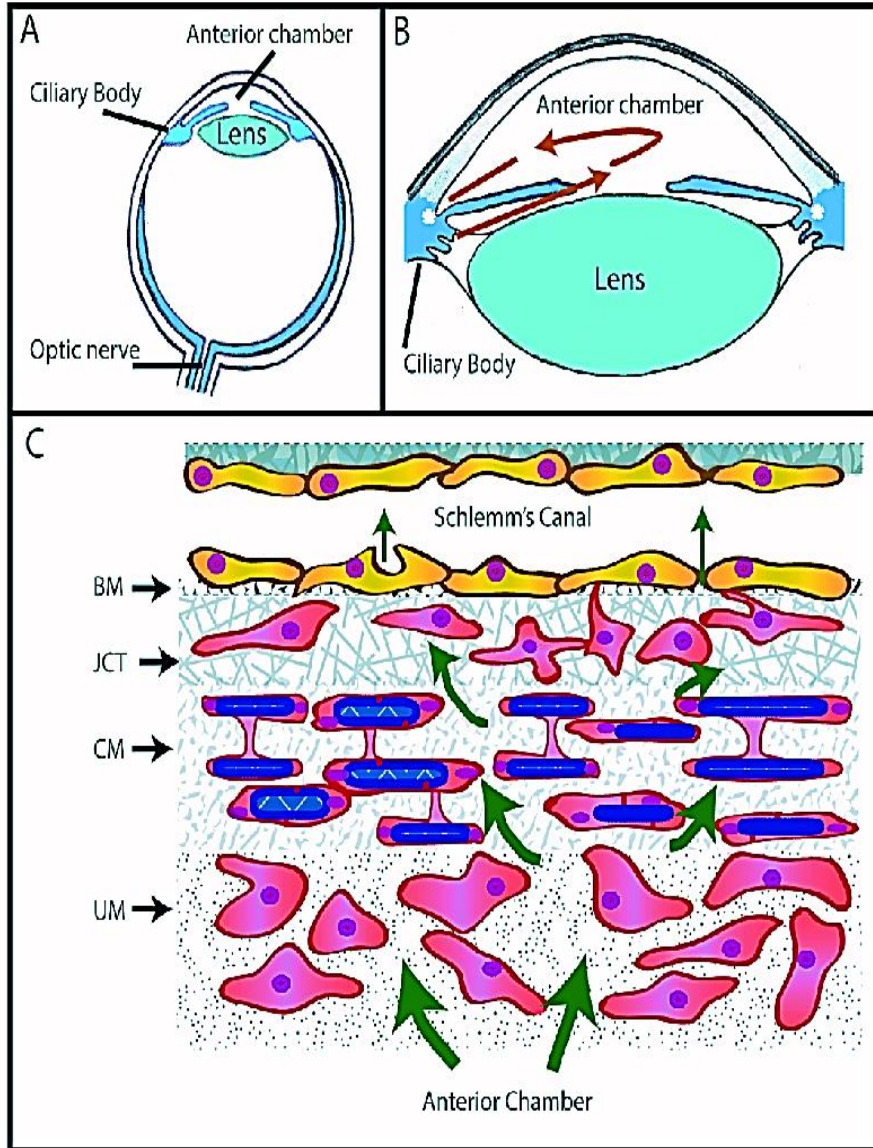 A
Anterior chamber
Ciliary Body
Lens
Optic nerve
B
Anterior chamber
Lens
Ciliary Body
C
Schlemm's Canal
BM
JCT
CM
UM
Anterior Chamber